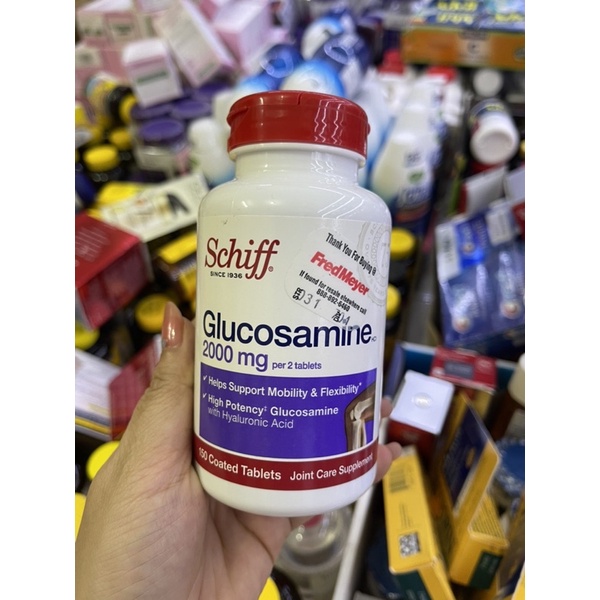 Schiff®
SINCE 1936
Thank You For Buying @
FredMeyer
If found for resale elsewhere call
Glucosamine
2000 mg per 2 tablets
✓ Helps Support Mobility & Flexibility*
✓ High Potency‡ Glucosamine
with Hyaluronic Acid
150 Coated Tablets Joint Care Supplement